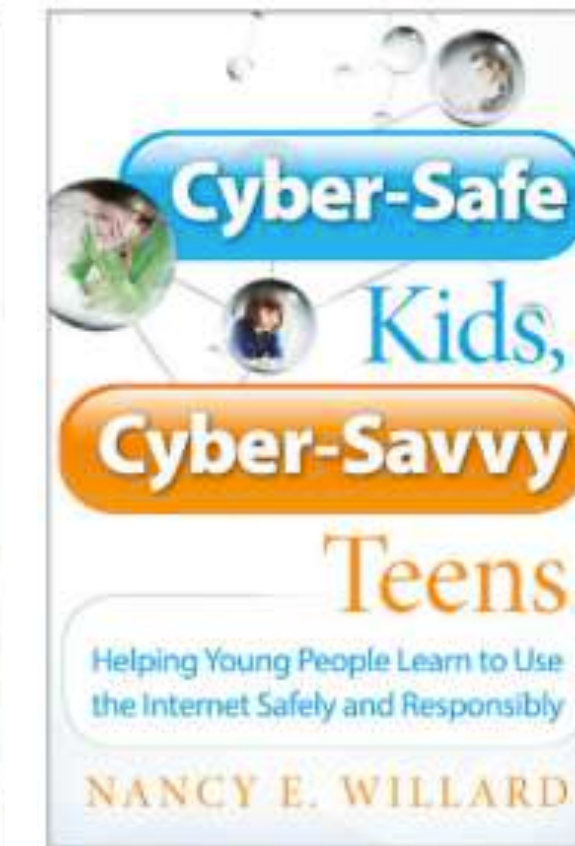 Cyber-Safe
Kids,
Cyber-Savvy
Teens
Helping Young People Learn to Use
the Internet Safely and Responsibly
NANCY E. WILLARD